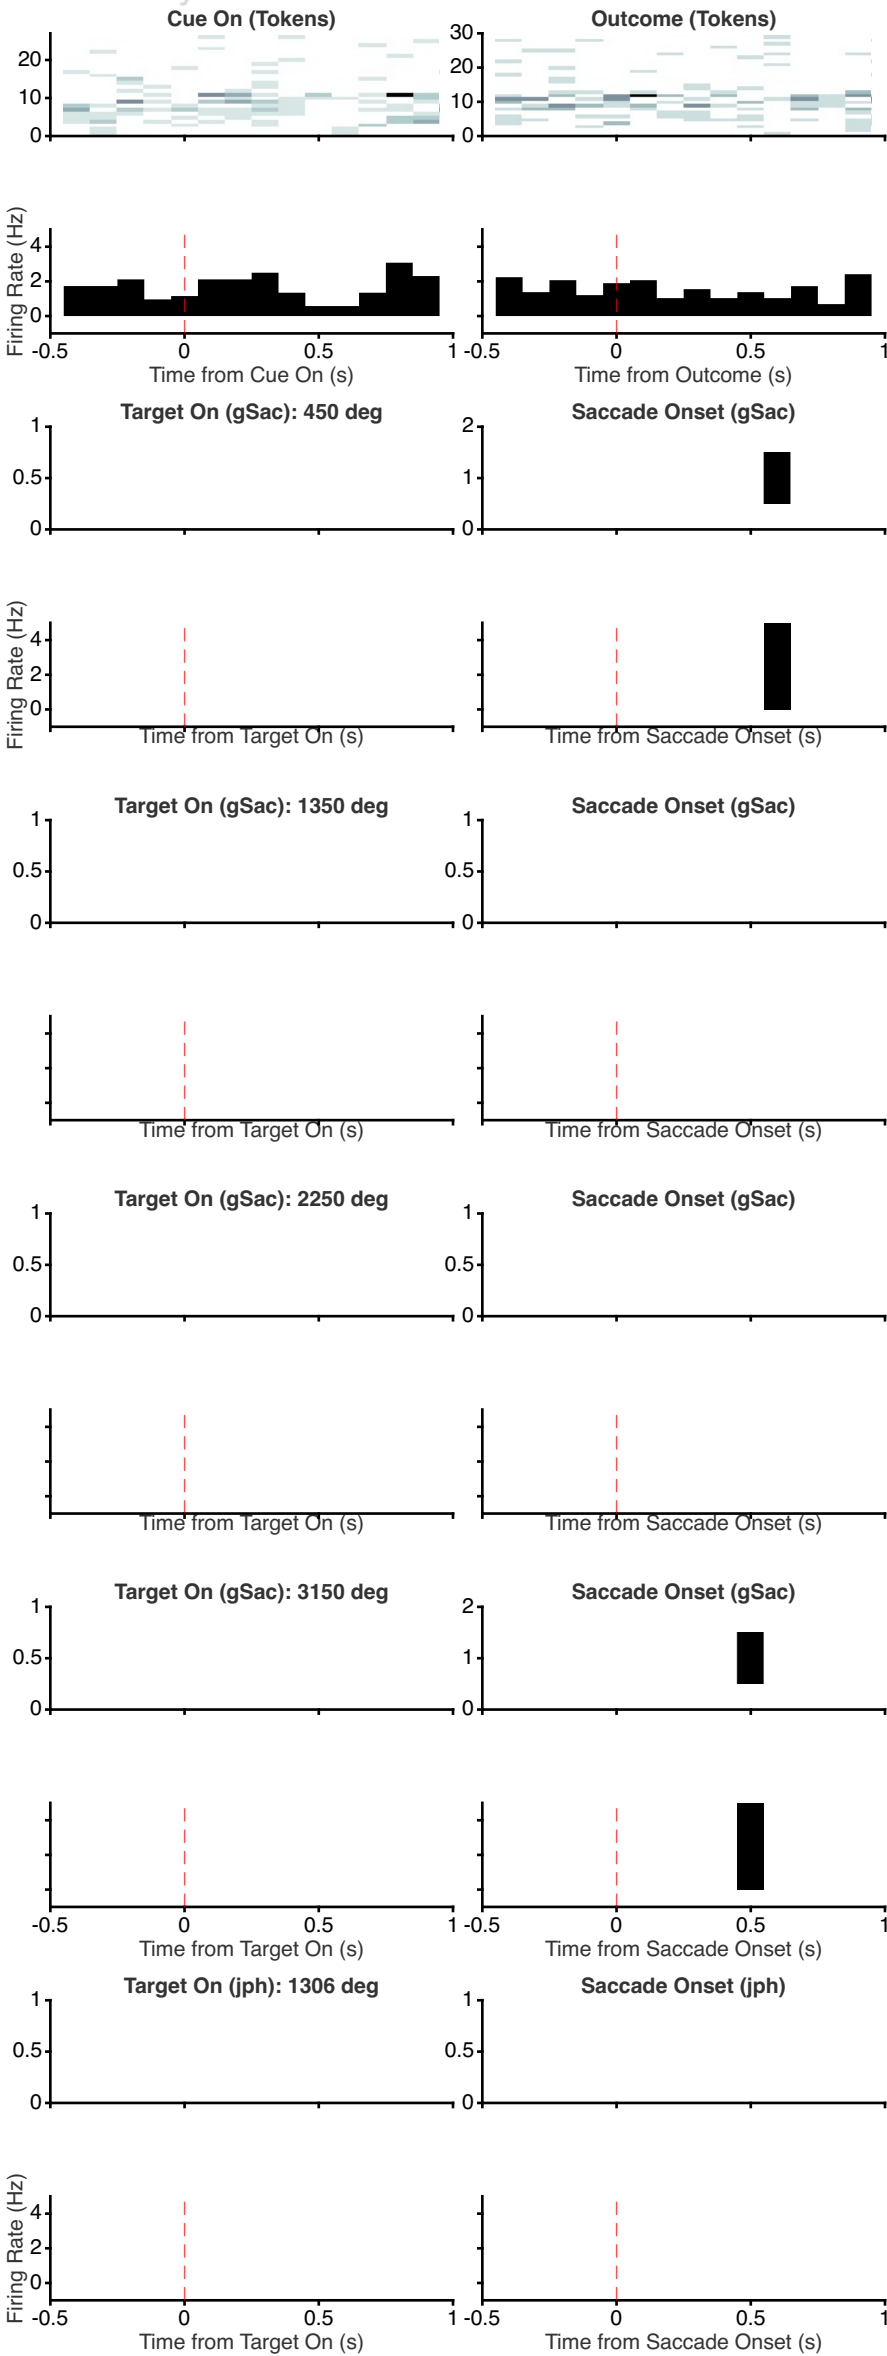 Cue On (Tokens) Outcome (Tokens)
20
10
0
30
20
10
0
Firing Rate (Hz)
4
2
0
-0.5 0 0.5 1 -0.5 0 0.5 1
Time from Cue On (s) Time from Outcome (s)
Target On (gSac): 450 deg Saccade Onset (gSac)
1
0.5
0
2
1
0
Firing Rate (Hz)
4
2
0
Time from Target On (s) Time from Saccade Onset (s)
Target On (gSac): 1350 deg Saccade Onset (gSac)
1
0.5
0
1
0.5
0
Time from Target On (s) Time from Saccade Onset (s)
Target On (gSac): 2250 deg Saccade Onset (gSac)
1
0.5
0
1
0.5
0
Time from Target On (s) Time from Saccade Onset (s)
Target On (gSac): 3150 deg Saccade Onset (gSac)
1
0.5
0
2
1
0
-0.5 0 0.5 1 -0.5 0 0.5 1
Time from Target On (s) Time from Saccade Onset (s)
Target On (jph): 1306 deg Saccade Onset (jph)
1
0.5
0
1
0.5
0
Firing Rate (Hz)
4
2
0
-0.5 0 0.5 1 -0.5 0 0.5 1
Time from Target On (s) Time from Saccade Onset (s)